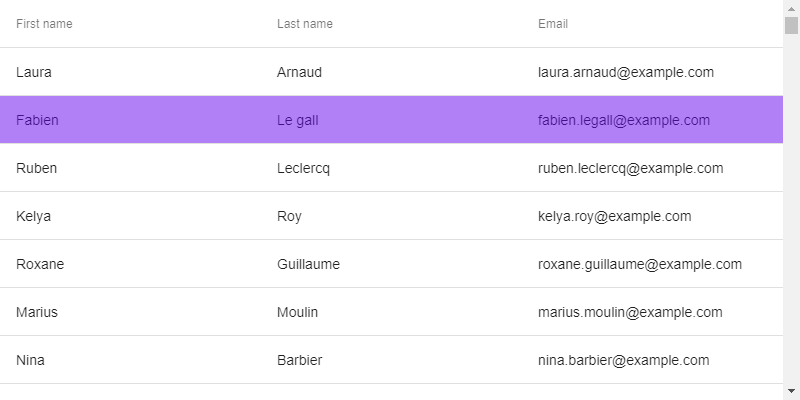 First name Last name Email
Laura Arnaud laura.arnaud@example.com
Fabien Le gall fabien.legall@example.com
Ruben Leclercq ruben.leclercq@example.com
Kelya Roy kelya.roy@example.com
Roxane Guillaume roxane.guillaume@example.com
Marius Moulin marius.moulin@example.com
Nina Barbier nina.barbier@example.com